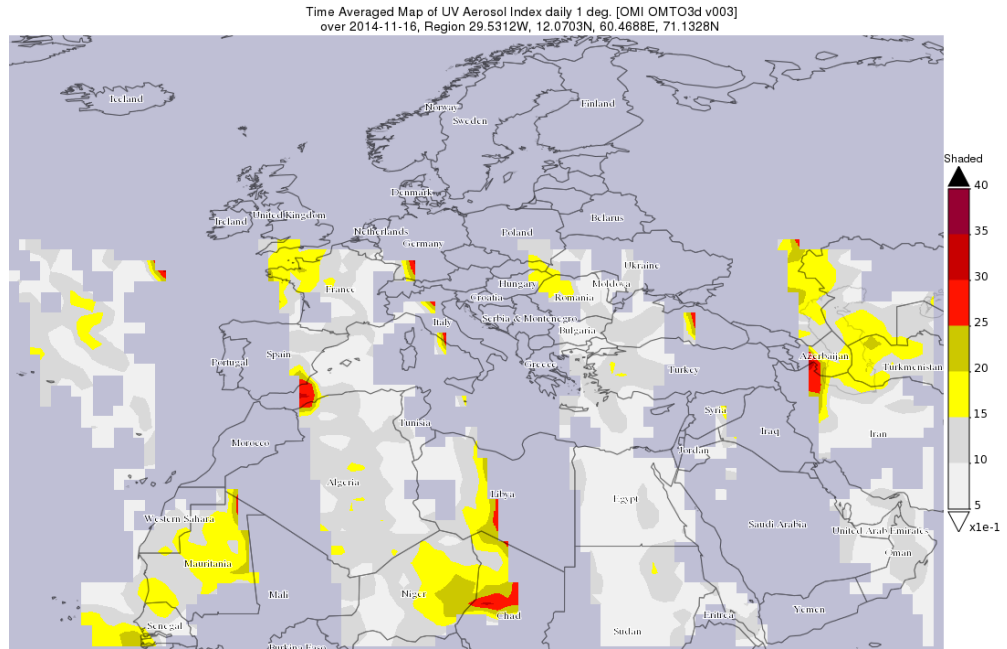 Time Averaged Map of UV Aerosol Index daily 1 deg. [OMI OMTO3d v003]
over 2014-11-16, Region 29.5312W, 12.0703N, 60.4688E, 71.1328N
Iceland
Norway
Finland
Sweden
Denmark
Ireland
United Kingdom
Belarus
Netherlands
Poland
Germany
Ukraine
France
Hungary
Moldova
Croatia
Romania
Italy
Serbia & Montenegro
Bulgaria
Spain
Portugal
Greece
Turkey
Azerbaijan
Turkmenistan
Tunisia
Syria
Morocco
Iraq
Iran
Jordan
Algeria
Libya
Egypt
Western Sahara
Saudi Arabia
United Arab Emirates
Oman
Mauritania
Mali
Niger
Chad
Senegal
Sudan
Eritrea
Yemen
Burkina Faso
Shaded
40
35
30
25
20
15
10
5
x1e-1